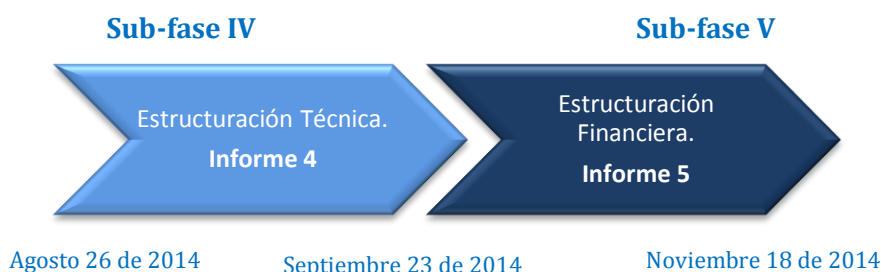 Sub-fase IV
Sub-fase V
Estructuración Técnica.
Informe 4
Estructuración
Financiera.
Informe 5
Agosto 26 de 2014
Septiembre 23 de 2014
Noviembre 18 de 2014